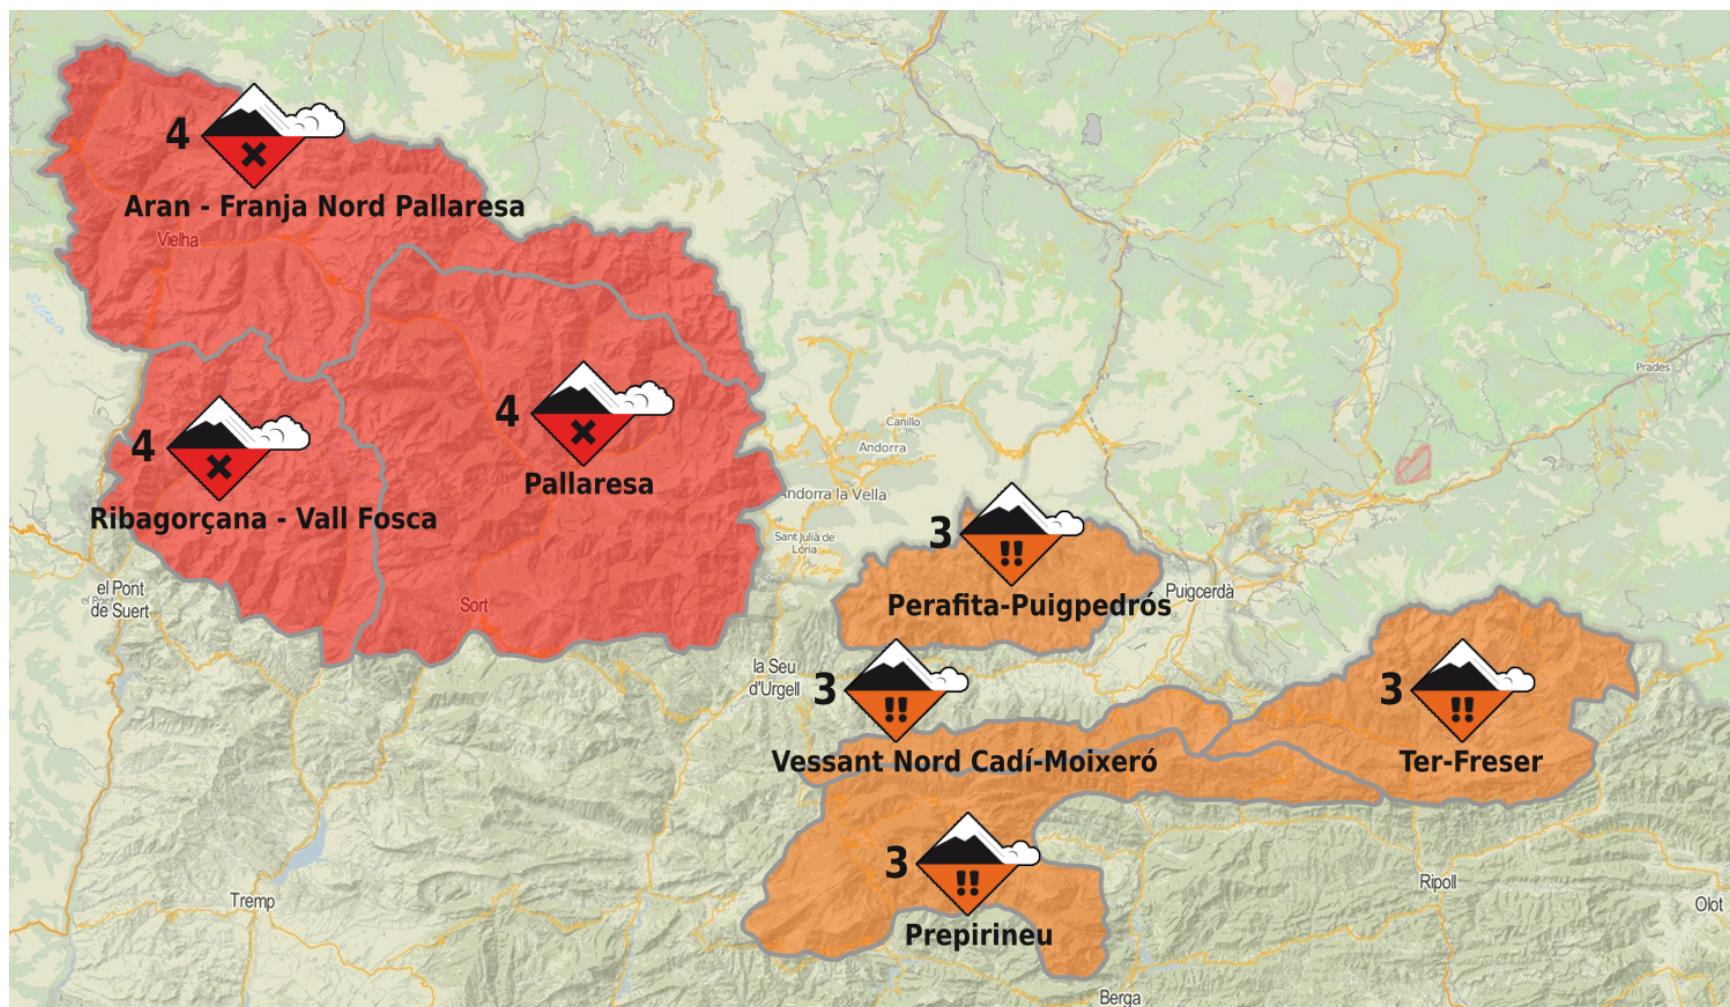 4
Aran - Franja Nord Pallaresa
Vielha
Prades
4
4
Canillo
Andorra
Pallaresa
Andorra la Vella
Ribagorçana - Vall Fosca
3
!!
Sant Julià de
Lòria
el Pont
de Suert
Sort
Perafita-Puigpedrós
Puigcerdà
la Seu
d'Urgell
3
!!
3
!!
Vessant Nord Cadí-Moixeró
Ter-Freser
3
!!
Ripoll
Tremp
Olot
Prepirineu
Berga